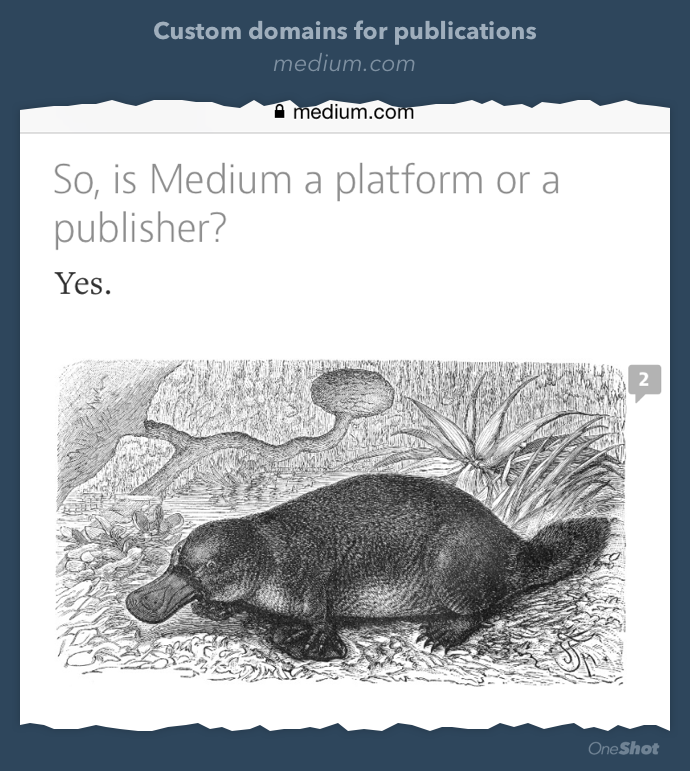 Custom domains for publications
medium.com
medium.com
So, is Medium a platform or a
publisher?
Yes.
2
OneShot